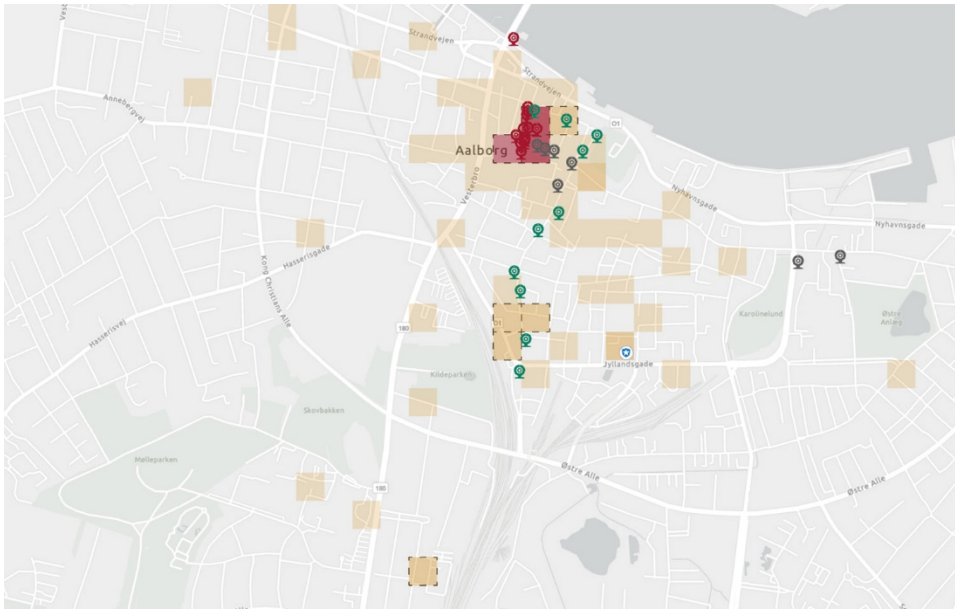 Vest
Strandvejen
Strandvejen
Annebergvej
O1
Aalborg
Vesterbro
Nyhavnsgade
Nyhavnsgade
Hasserisgade
Kong Christians Alle
Hasserisvej
180
O1
Karolinelund
Østre
Anlæg
Jyllandsgade
Kildeparken
Skovbakken
Mølleparken
Østre Alle
Østre Alle
180